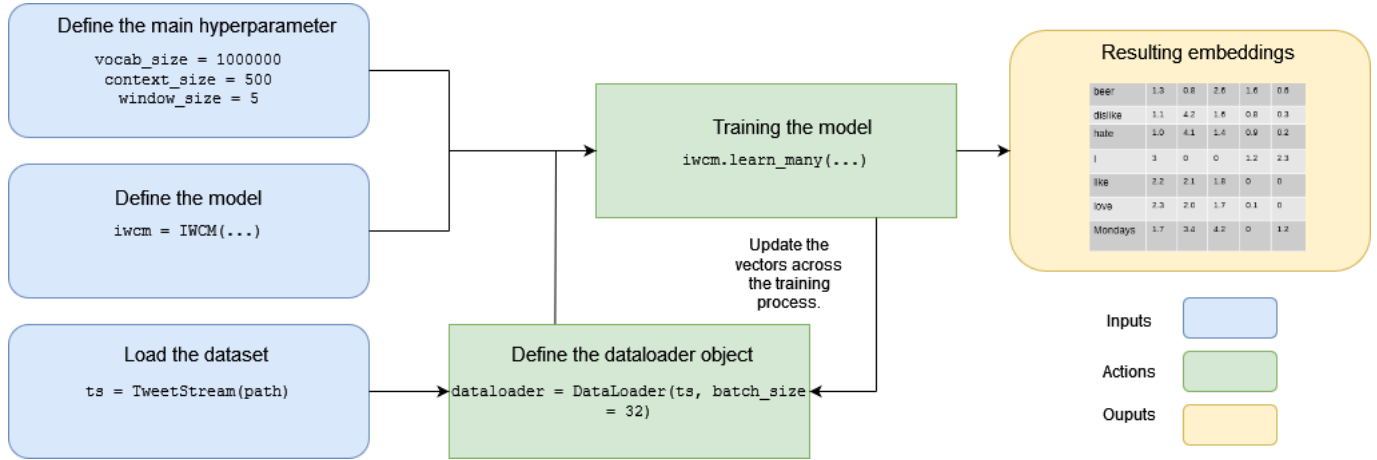 Define the main hyperparameter
vocab_size = 1000000
context_size = 500
window_size = 5
Define the model
iwcm = IWCM(...)
Load the dataset
ts = TweetStream(path)
Training the model
iwcm.learn_many(...)
Update the
vectors across
the training
process.
Define the dataloader object
dataloader = DataLoader(ts, batch_size
= 32)
Resulting embeddings
beer 1.3 0.8 2.6 1.6 0.6
dislike 1.1 4.2 1.6 0.8 0.3
hate 1.0 4.1 1.4 0.9 0.2
I 3 0 0 1.2 2.3
like 2.2 2.1 1.8 0 0
love 2.3 2.0 1.7 0.1 0
Mondays 1.7 3.4 4.2 0 1.2
Inputs
Actions
Ouputs